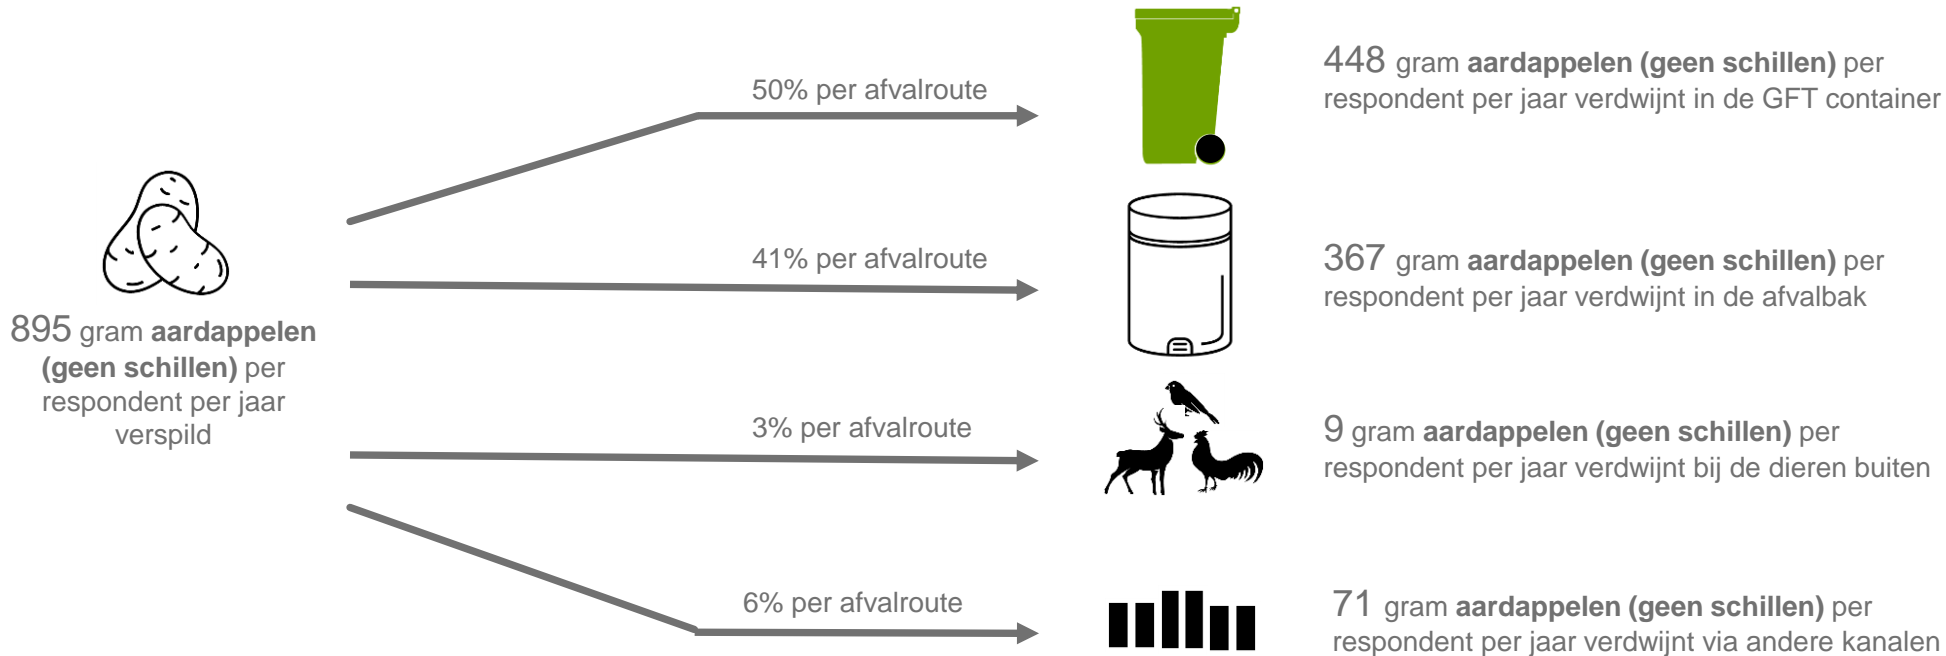 895 gram aardappelen
(geen schillen) per
respondent per jaar
verspild
50% per afvalroute
448 gram aardappelen (geen schillen) per
respondent per jaar verdwijnt in de GFT container
41% per afvalroute
367 gram aardappelen (geen schillen) per
respondent per jaar verdwijnt in de afvalbak
3% per afvalroute
9 gram aardappelen (geen schillen) per
respondent per jaar verdwijnt bij de dieren buiten
6% per afvalroute
71 gram aardappelen (geen schillen) per
respondent per jaar verdwijnt via andere kanalen